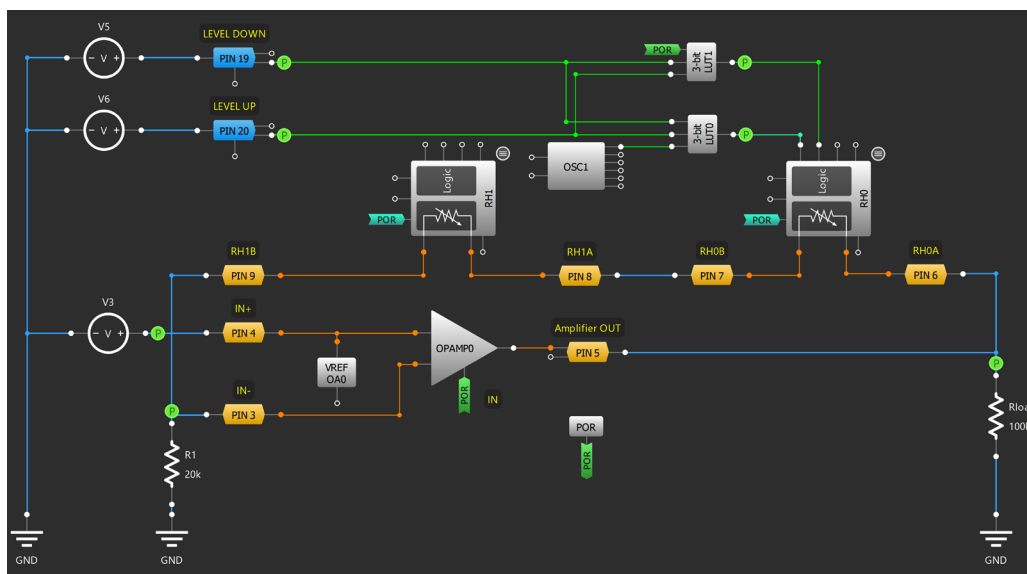 V5
LEVEL DOWN
− V +
PIN 19
P
POR
3-bit
LUT1
P
V6
LEVEL UP
− V +
PIN 20
P
3-bit
LUT0
P
OSC1
Logic
RH1
POR
Logic
RH0
POR
RH1B
PIN 9
RH1A
PIN 8
RH0B
PIN 7
RH0A
PIN 6
V3
− V +
P
IN+
PIN 4
VREF
OA0
OPAMP0
POR
IN
Amplifier OUT
PIN 5
P
IN-
P
PIN 3
R1
20k
POR
POR
GND
GND
GND